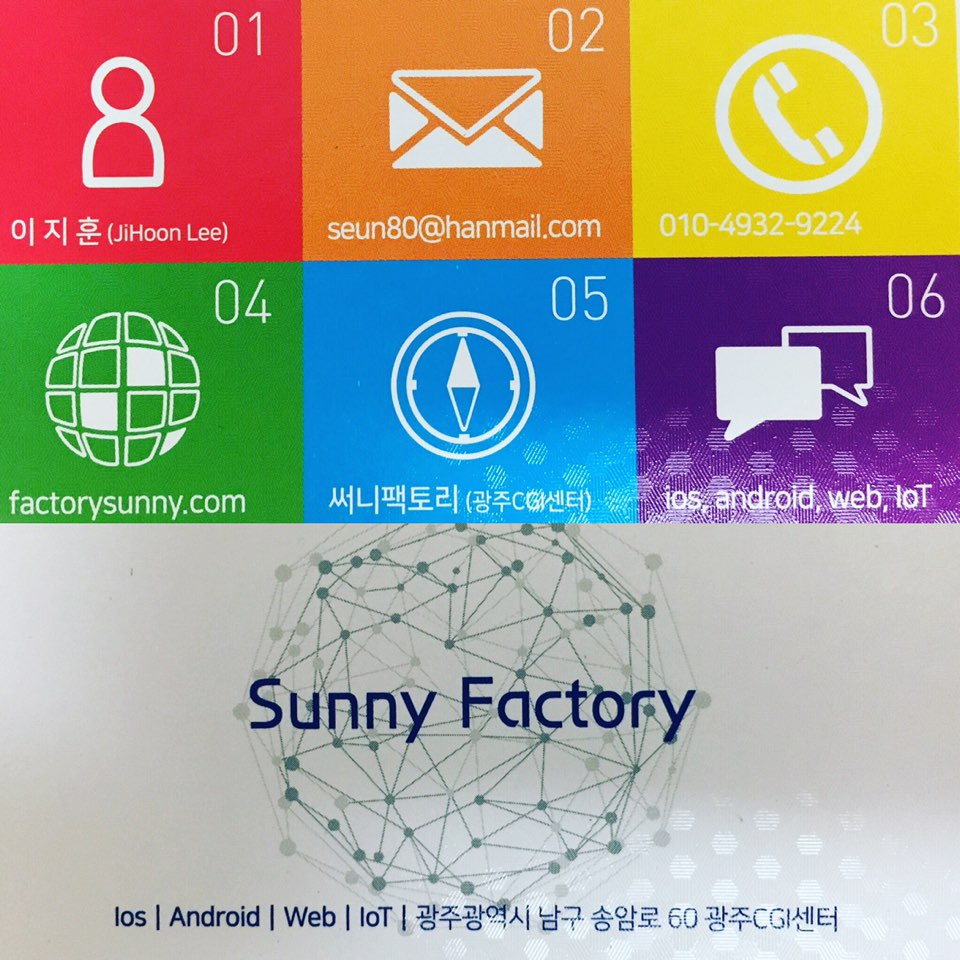 01
이 지 훈 (JiHoon Lee)
02
seun80@hanmail.com
03
010-4932-9224
04
factorysunny.com
05
써니팩토리 (광주CGI센터)
06
ios, android, web, IoT
Sunny Factory
Ios | Android | Web | IoT | 광주광역시 남구 송암로 60 광주CGI센터